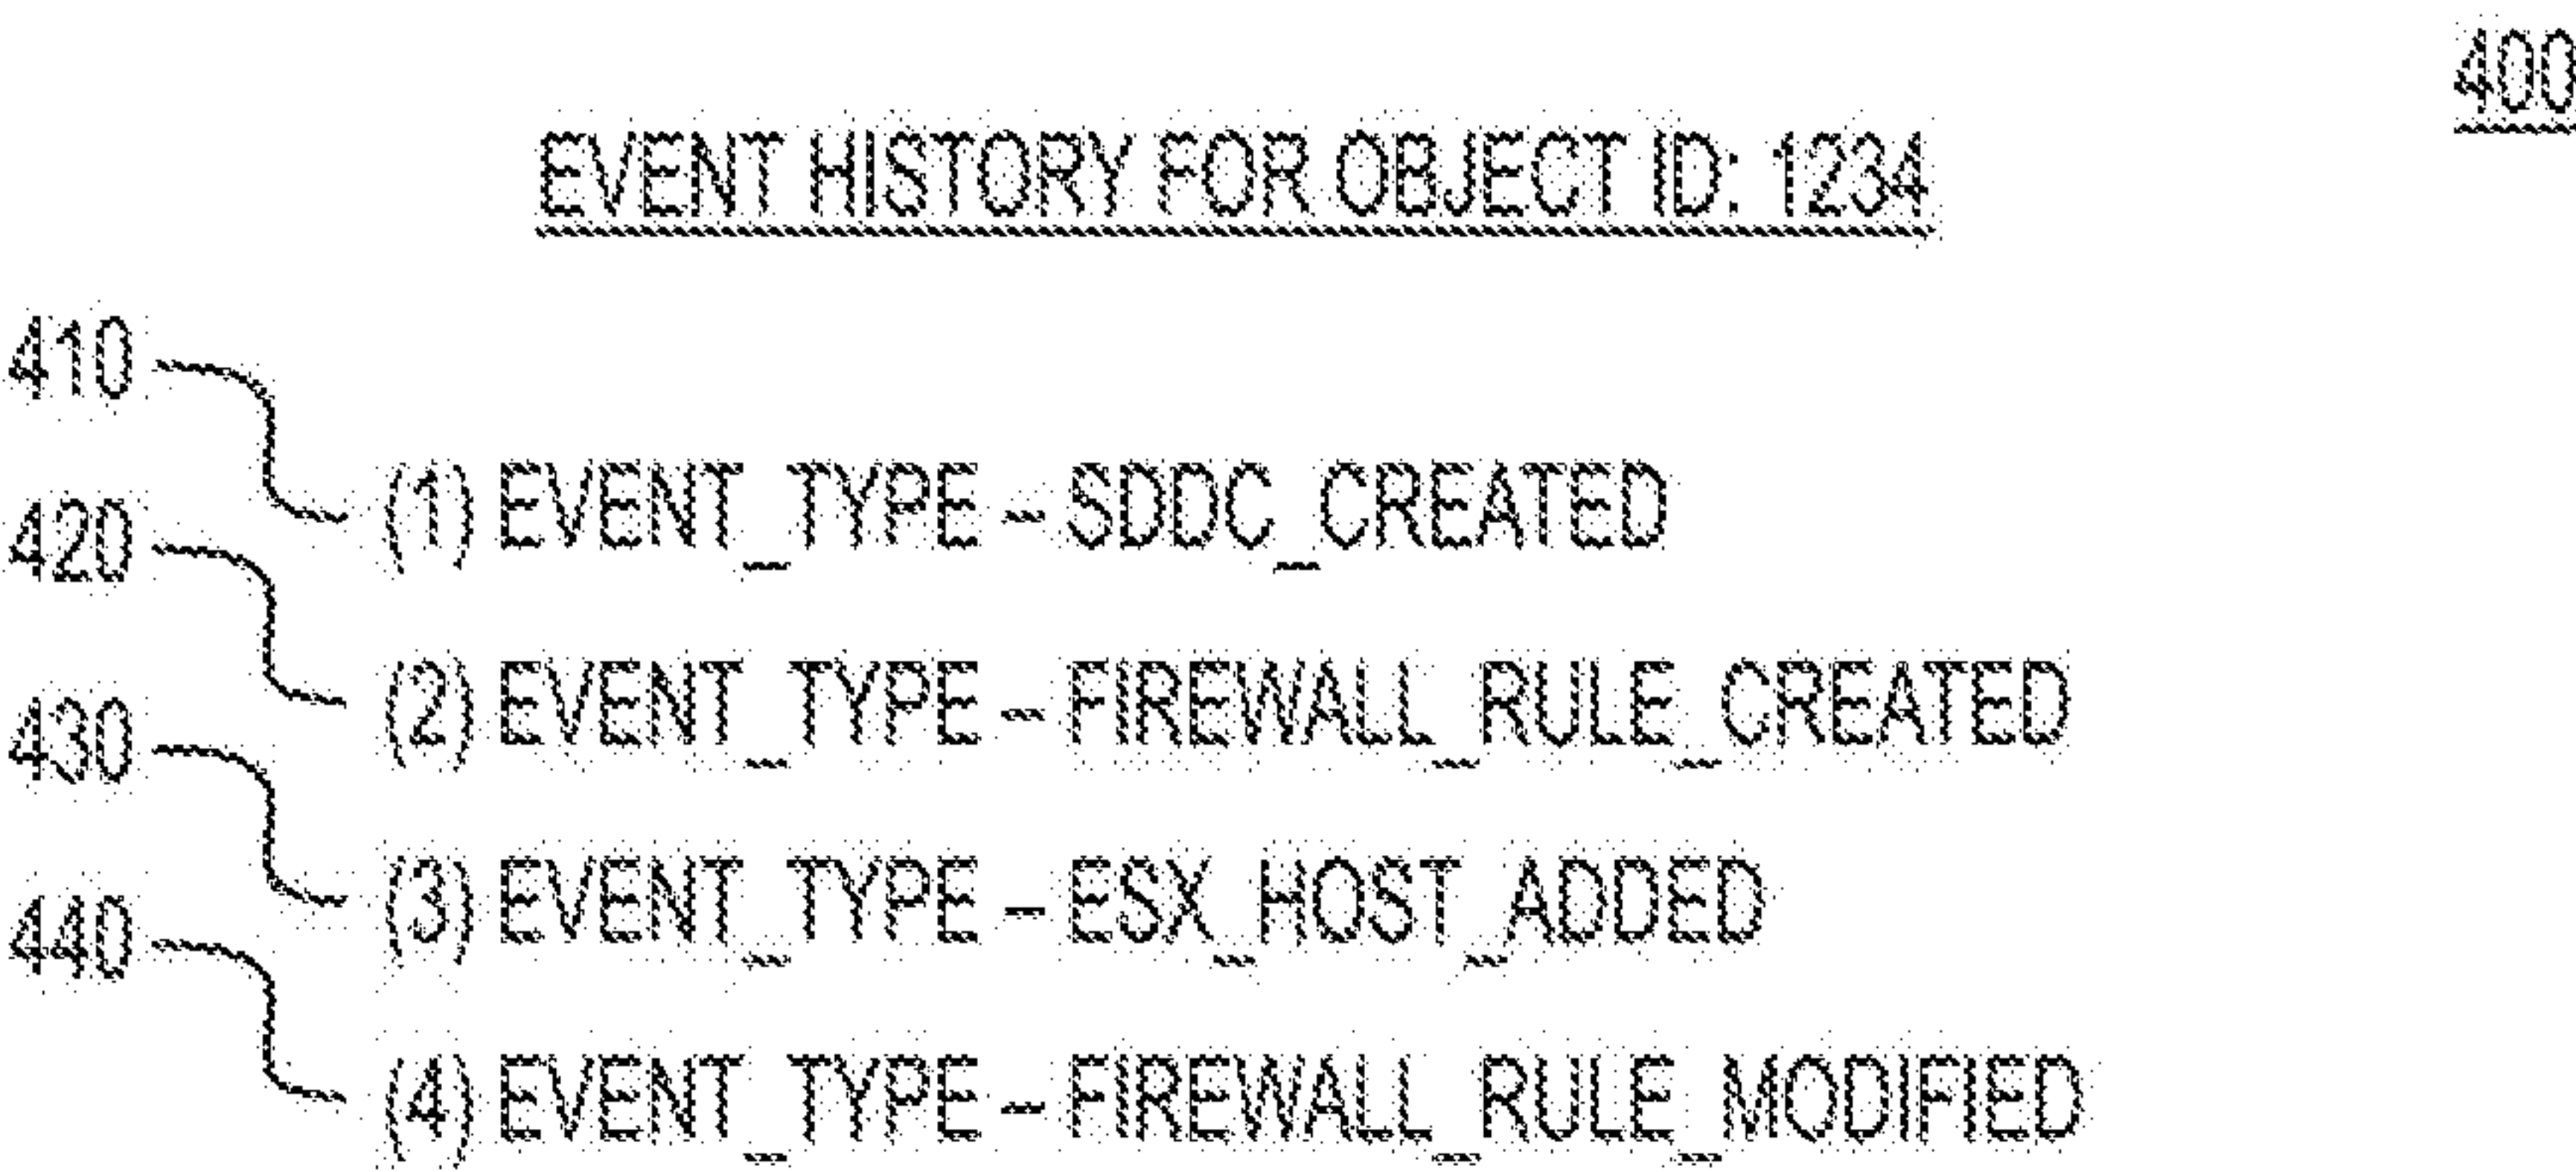 400
EVENT HISTORY FOR OBJECT ID: 1234
410
(1) EVENT_TYPE – SDDC_CREATED
420
(2) EVENT_TYPE – FIREWALL_RULE_CREATED
430
(3) EVENT_TYPE – ESX_HOST_ADDED
440
(4) EVENT_TYPE – FIREWALL_RULE_MODIFIED